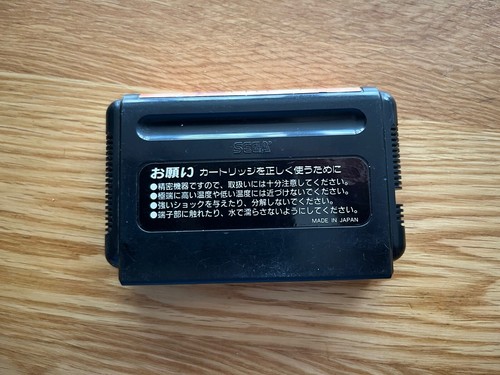 SEGA
お願い カートリッジを正しく使うために
●精密機器ですので、取扱いには十分注意してください。
●極端に高い温度や低い温度には近づけないでください。
●強いショックを与えたり、分解しないでください。
●端子部に触れたり、水で濡らさないようにしてください。
MADE IN JAPAN